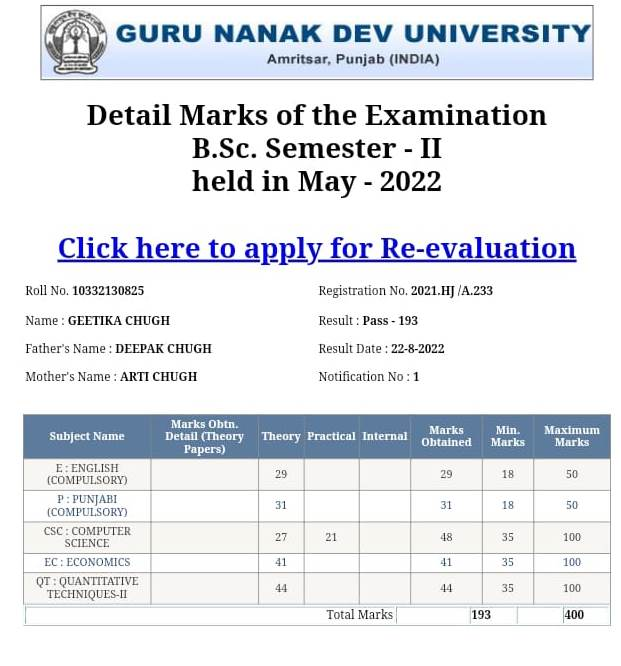 GURU NANAK DEV UNIVERSITY
Amritsar, Punjab (INDIA)
Detail Marks of the Examination
B.Sc. Semester - II
held in May - 2022
Click here to apply for Re-evaluation
Roll No. 10332130825 Registration No. 2021.HJ /A.233
Name : GEETIKA CHUGH Result : Pass - 193
Father's Name : DEEPAK CHUGH Result Date : 22-8-2022
Mother's Name : ARTI CHUGH Notification No : 1
Subject Name Marks Obtn. Detail (Theory Papers) Theory Practical Internal Marks Obtained Min. Marks Maximum Marks
E : ENGLISH (COMPULSORY) 29 29 18 50
P : PUNJABI (COMPULSORY) 31 31 18 50
CSC : COMPUTER SCIENCE 27 21 48 35 100
EC : ECONOMICS 41 41 35 100
QT : QUANTITATIVE TECHNIQUES-II 44 44 35 100
Total Marks 193 400